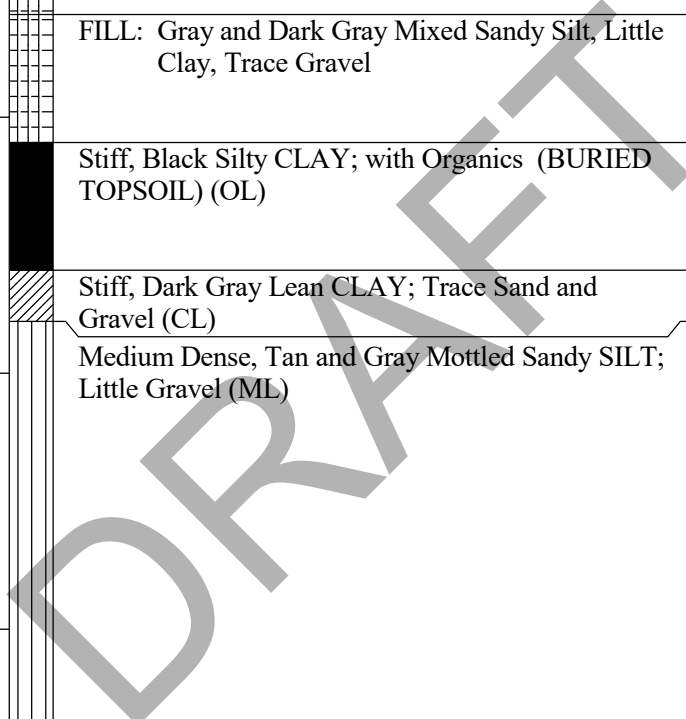 FILL: Gray and Dark Gray Mixed Sandy Silt, Little
Clay, Trace Gravel
Stiff, Black Silty CLAY; with Organics (BURIED
TOPSOIL) (OL)
Stiff, Dark Gray Lean CLAY; Trace Sand and
Gravel (CL)
Medium Dense, Tan and Gray Mottled Sandy SILT;
Little Gravel (ML)
DRAFT